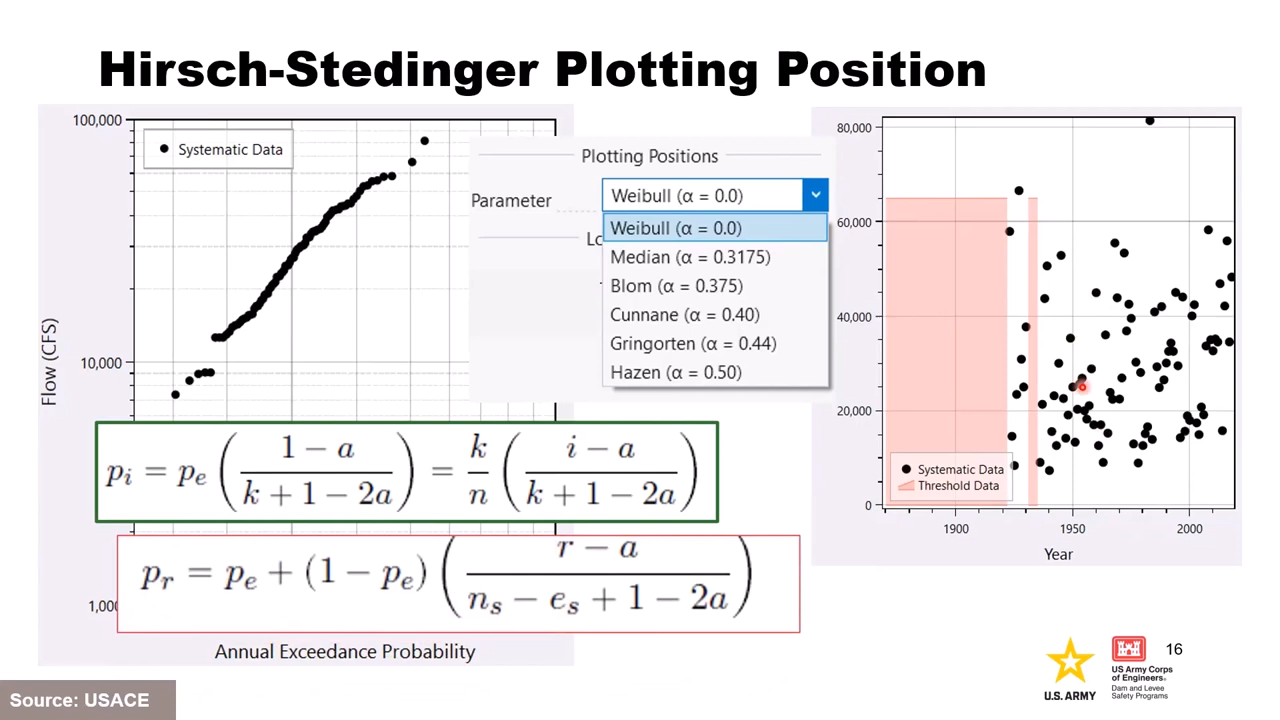 Hirsch-Stedinger Plotting Position
100,000
Systematic Data
10,000
Flow (CFS)
1,000
Annual Exceedance Probability
Plotting Positions
Parameter
Weibull (α = 0.0)
Weibull (α = 0.0)
Median (α = 0.3175)
Blom (α = 0.375)
Cunnane (α = 0.40)
Gringorten (α = 0.44)
Hazen (α = 0.50)
p_i = p_e ( (1 − a) / (k + 1 − 2a) ) = k/n ( (i − a) / (k + 1 − 2a) )
p_r = p_e + (1 − p_e) ( (r − a) / (n_s − e_s + 1 − 2a) )
80,000
60,000
40,000
20,000
0
Systematic Data
Threshold Data
1900 1950 2000
Year
U.S. ARMY
US Army Corps
of Engineers®
Dam and Levee
Safety Programs
16
Source: USACE